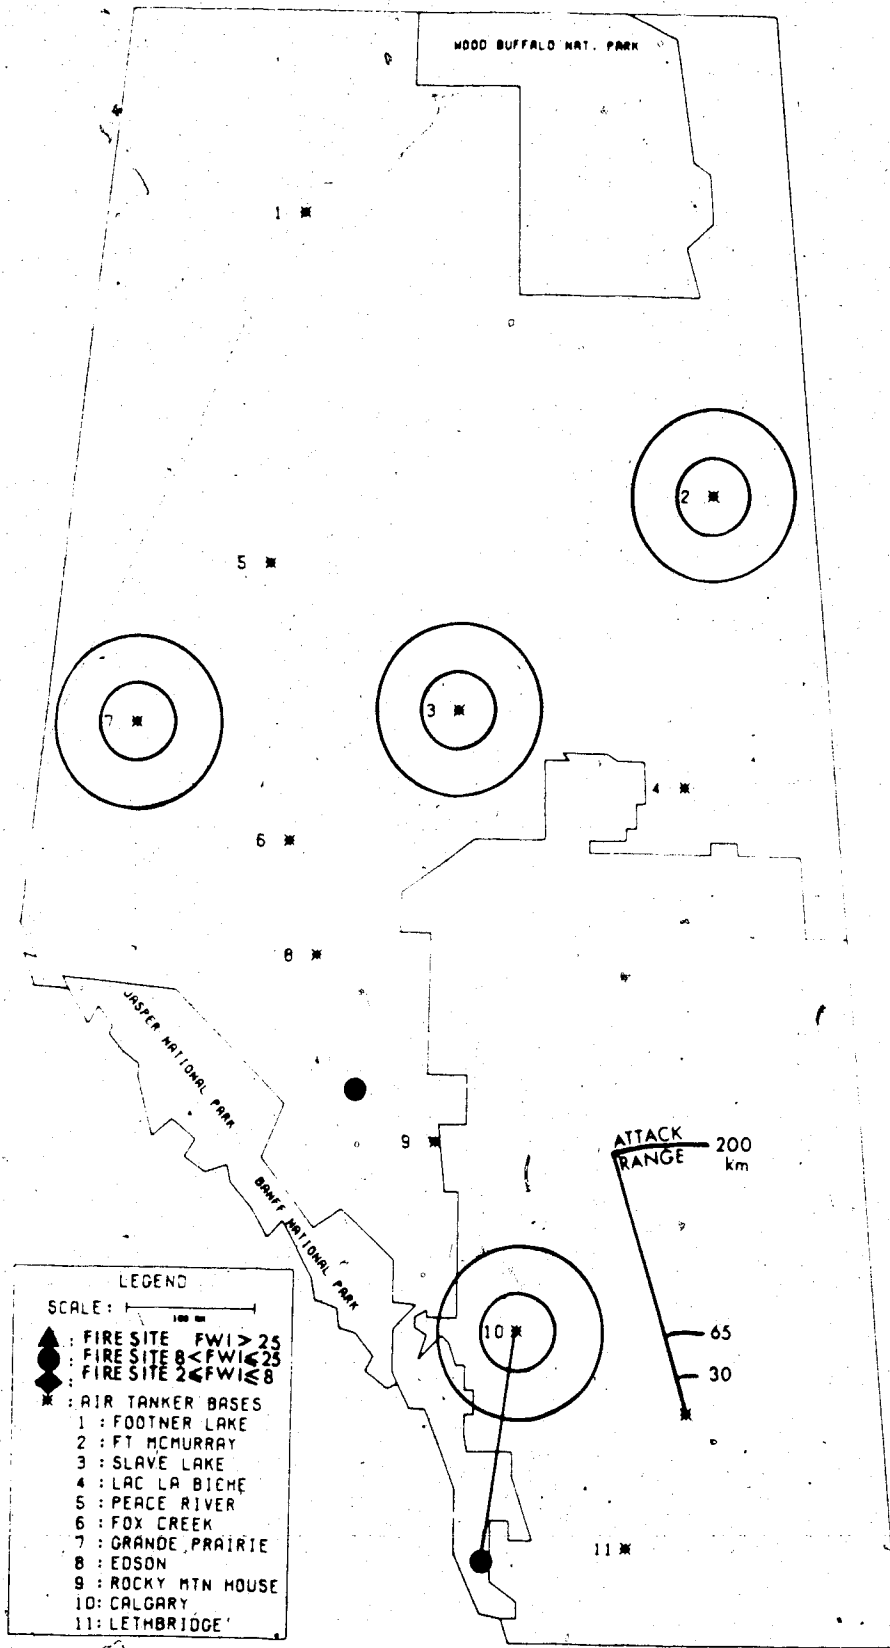 WOOD BUFFALO NAT. PARK
1
2
5
3
7
4
6
8
JASPER NATIONAL PARK
9
ATTACK
RANGE
200
km
BANFF NATIONAL PARK
10
65
30
11
LEGEND
SCALE:
100 KM
: FIRE SITE FWI > 25
: FIRE SITE 8 < FWI ≤ 25
: FIRE SITE 2 ≤ FWI ≤ 8
: AIR TANKER BASES
1 : FOOTNER LAKE
2 : FT MCMURRAY
3 : SLAVE LAKE
4 : LAC LA BICHE
5 : PEACE RIVER
6 : FOX CREEK
7 : GRANDE PRAIRIE
8 : EDSON
9 : ROCKY MTN HOUSE
10: CALGARY
11: LETHBRIDGE